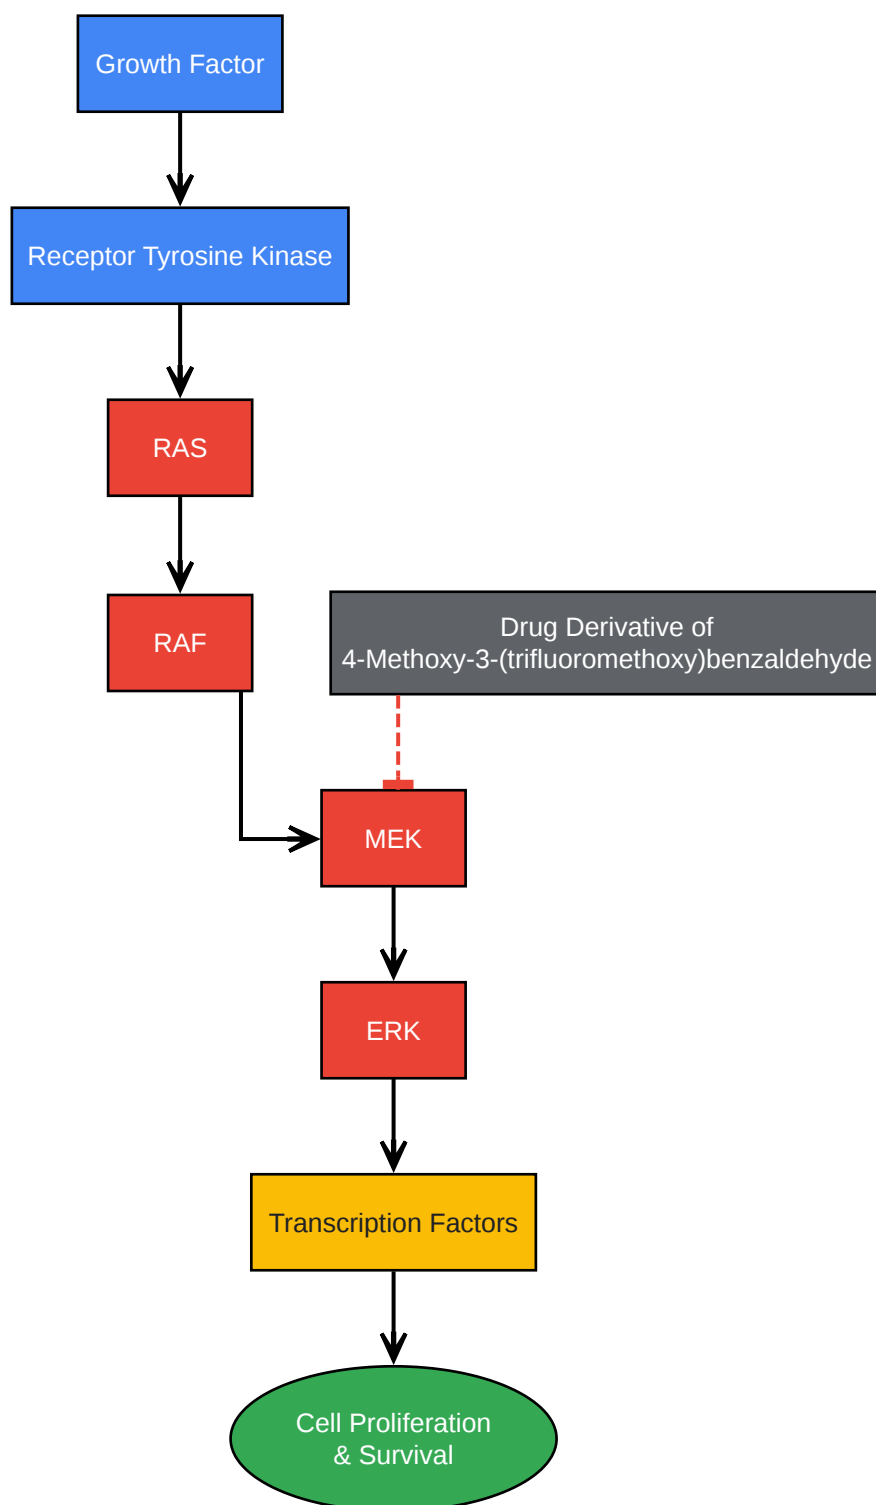 Growth Factor
Receptor Tyrosine Kinase
RAS
RAF
Drug Derivative of
4-Methoxy-3-(trifluoromethoxy)benzaldehyde
MEK
ERK
Transcription Factors
Cell Proliferation
& Survival